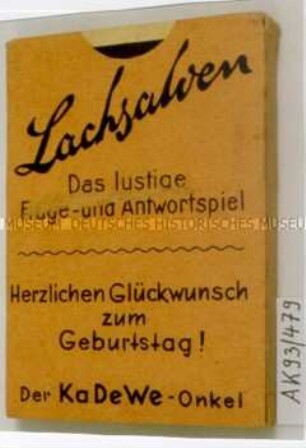 Lachsalven
Das lustige
Frage- und Antwortspiel
MUSEUM DEUTSCHES HISTORISCHES MUSEUM
Herzlichen Glückwunsch
zum
Geburtstag!
Der KaDeWe-Onkel
AK93/479